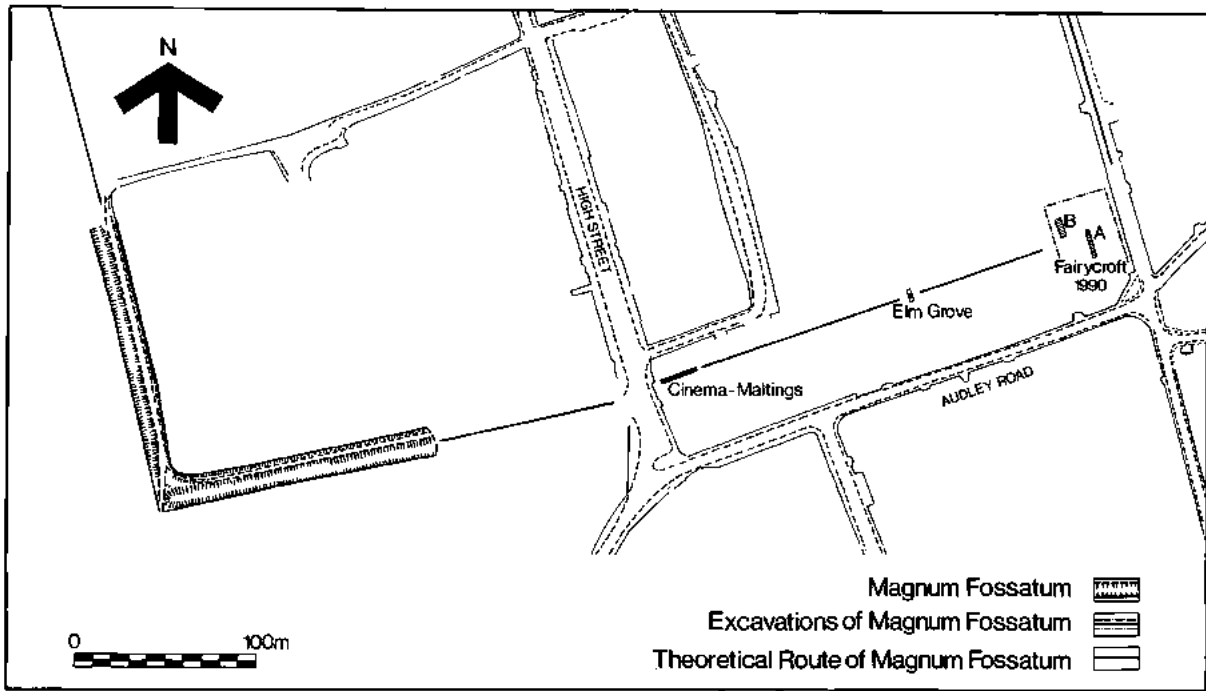 N
HIGH STREET
B
A
Fairycroft
1990
Elm Grove
Cinema-Maltings
AUDLEY ROAD
Magnum Fossatum
Excavations of Magnum Fossatum
Theoretical Route of Magnum Fossatum
0 100m